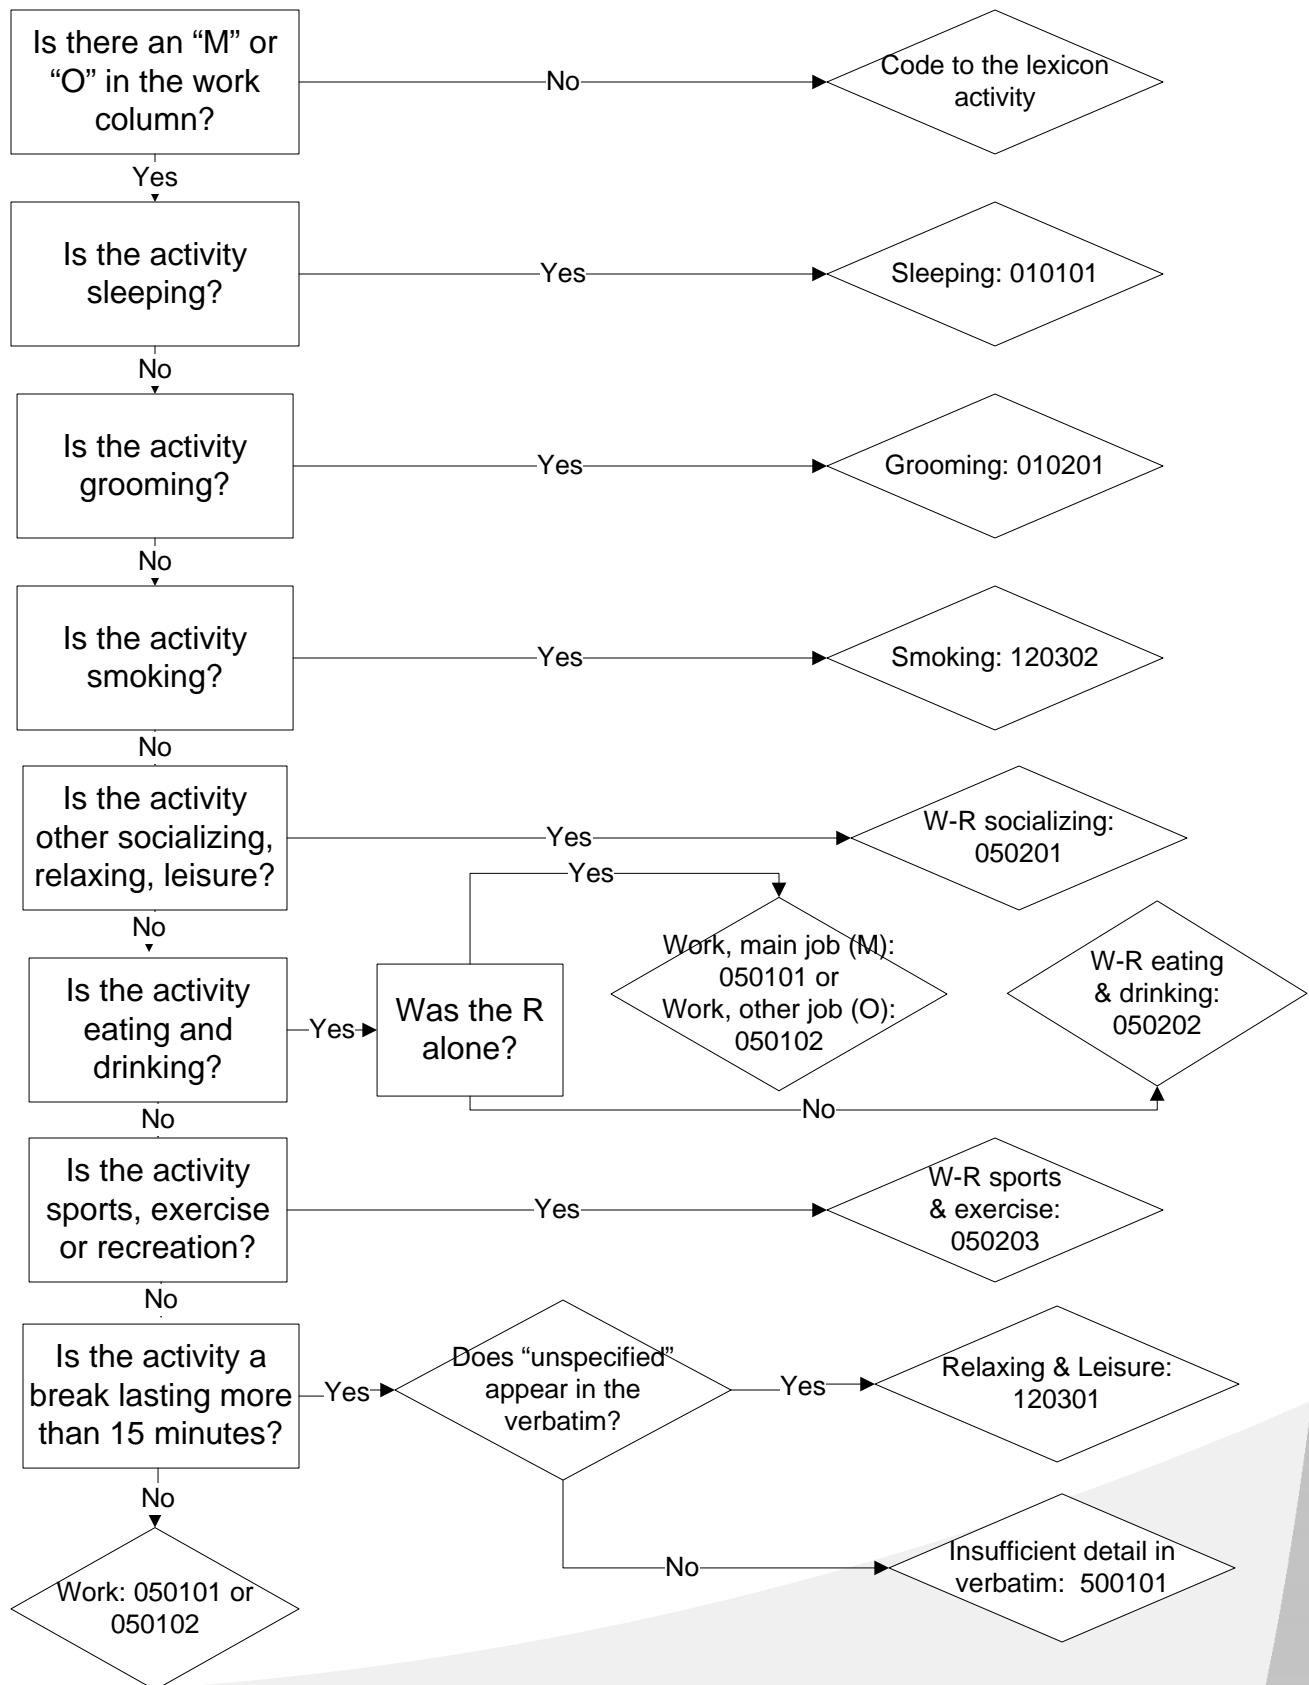 Is there an “M” or
“O” in the work
column?
No
Code to the lexicon
activity
Yes
Is the activity
sleeping?
Yes
Sleeping: 010101
No
Is the activity
grooming?
Yes
Grooming: 010201
No
Is the activity
smoking?
Yes
Smoking: 120302
No
Is the activity
other socializing,
relaxing, leisure?
Yes
W-R socializing:
050201
No
Is the activity
eating and
drinking?
Yes
Was the R
alone?
Yes
Work, main job (M):
050101 or
Work, other job (O):
050102
No
W-R eating
& drinking:
050202
No
Is the activity
sports, exercise
or recreation?
Yes
W-R sports
& exercise:
050203
No
Is the activity a
break lasting more
than 15 minutes?
Yes
Does “unspecified”
appear in the
verbatim?
Yes
Relaxing & Leisure:
120301
No
Insufficient detail in
verbatim: 500101
No
Work: 050101 or
050102